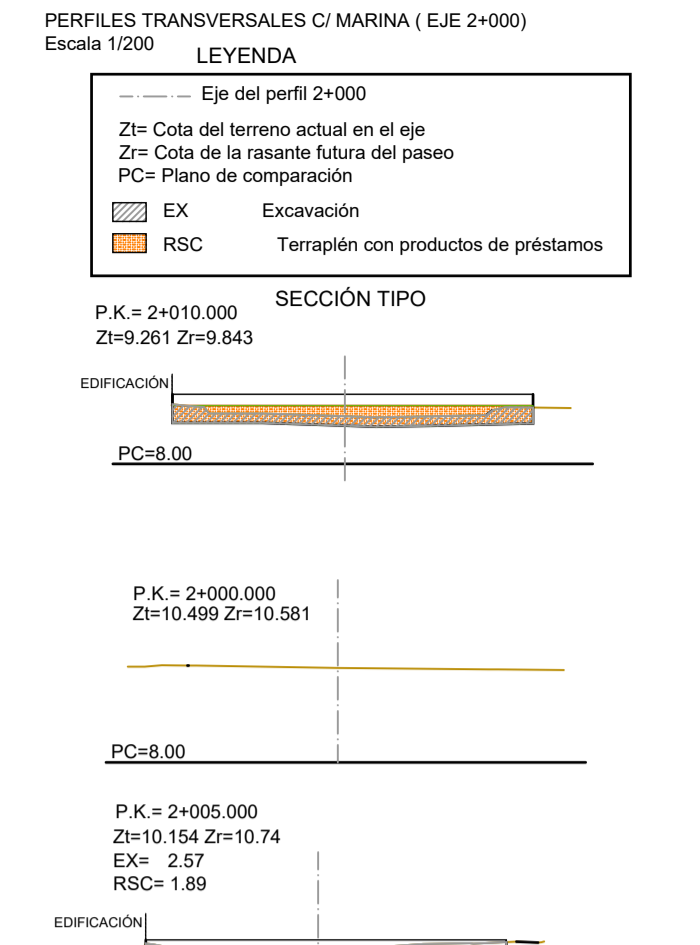 PERFILES TRANSVERSALES C/ MARINA ( EJE 2+000)
Escala 1/200
LEYENDA
Eje del perfil 2+000
Zt= Cota del terreno actual en el eje
Zr= Cota de la rasante futura del paseo
PC= Plano de comparación
EX Excavación
RSC Terraplén con productos de préstamos
SECCIÓN TIPO
P.K.= 2+010.000
Zt=9.261 Zr=9.843
EDIFICACIÓN
PC=8.00
P.K.= 2+000.000
Zt=10.499 Zr=10.581
PC=8.00
P.K.= 2+005.000
Zt=10.154 Zr=10.74
EX= 2.57
RSC= 1.89
EDIFICACIÓN